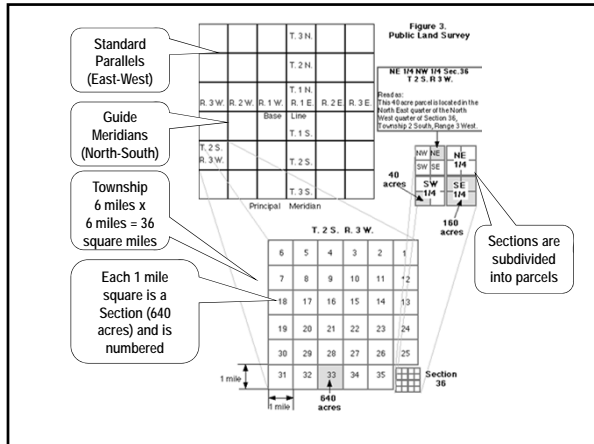 Standard
Parallels
(East-West)
Guide
Meridians
(North-South)
Township
6 miles x
6 miles = 36
square miles
Each 1 mile
square is a
Section (640
acres) and is
numbered
Figure 3.
Public Land Survey
T. 3 N.
T. 2 N.
T. 1 N.
R. 3 W. R. 2 W. R. 1 W. R. 1 E. R. 2 E. R. 3 E.
Base Line
T. 1 S.
T. 2 S.
R. 3 W.
T. 2 S.
T. 3 S.
Principal Meridian
NE 1/4 NW 1/4 Sec.36
T 2 S. R 3 W.
Read as:
This 40 acre parcel is located in the
North East quarter of the North
West quarter of Section 36,
Township 2 South, Range 3 West.
NW NE
SW SE
NE
1/4
SW
1/4
SE
1/4
40
acres
160
acres
Sections are
subdivided
into parcels
T. 2 S. R. 3 W.
6 5 4 3 2 1
7 8 9 10 11 12
18 17 16 15 14 13
19 20 21 22 23 24
30 29 28 27 26 25
31 32 33 34 35
Section
36
1 mile
1 mile
640
acres